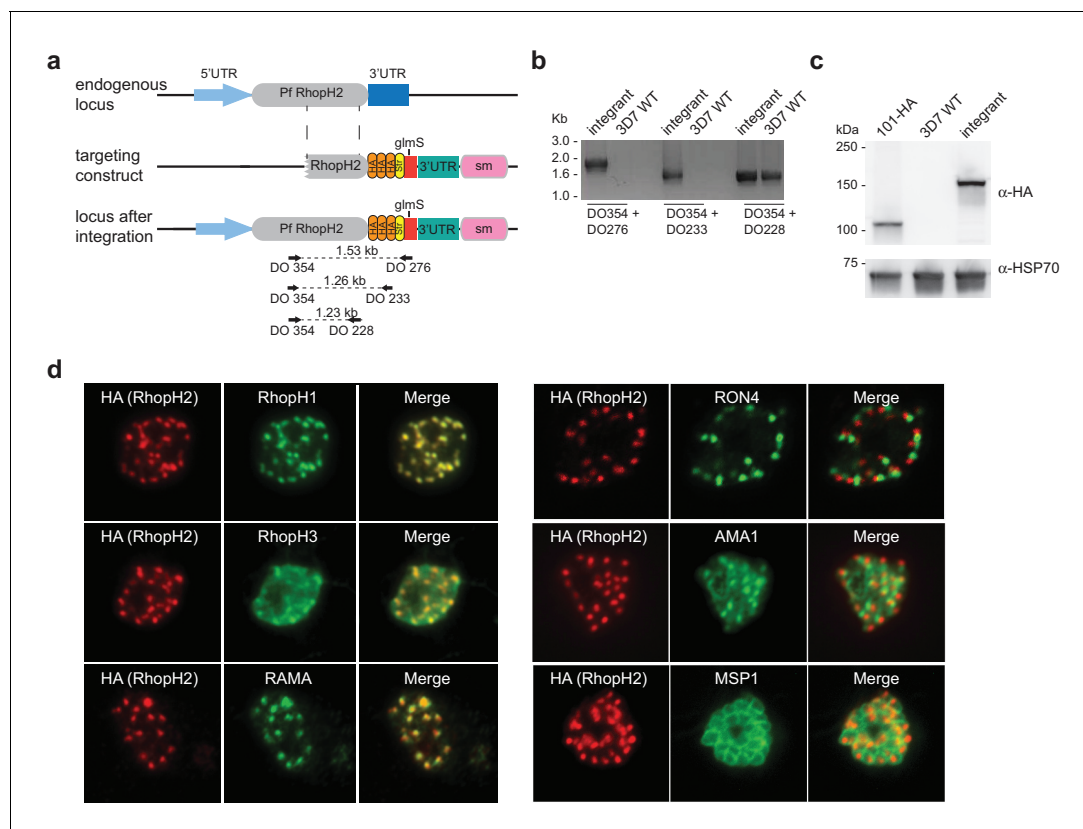 a
5'UTR
3'UTR
endogenous
locus
Pf RhopH2
glmS
targeting
construct
RhopH2
HA
HA
HA
Str
3'UTR
sm
glmS
locus after
integration
Pf RhopH2
HA
HA
HA
Str
3'UTR
sm
1.53 kb
DO 354
DO 276
1.26 kb
DO 354
DO 233
1.23 kb
DO 354
DO 228
b
Kb
integrant
3D7 WT
integrant
3D7 WT
integrant
3D7 WT
3.0 -
2.0 -
1.6 -
1.0 -
DO354 +
DO276
DO354 +
DO233
DO354 +
DO228
c
kDa
101-HA
3D7 WT
integrant
250 -
150 -
100 -
α-HA
75 -
α-HSP70
d
HA (RhopH2)
RhopH1
Merge
HA (RhopH2)
RhopH3
Merge
HA (RhopH2)
RAMA
Merge
HA (RhopH2)
RON4
Merge
HA (RhopH2)
AMA1
Merge
HA (RhopH2)
MSP1
Merge